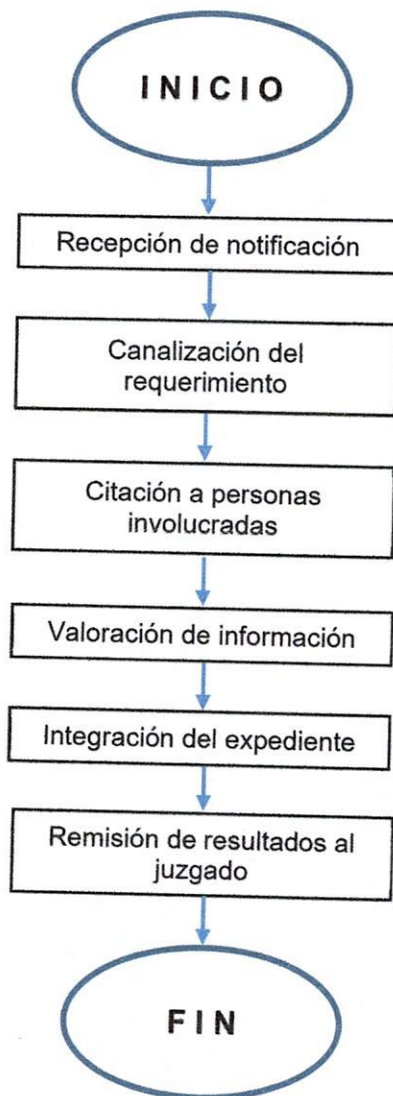 INICIO
Recepción de notificación
Canalización del
requerimiento
Citación a personas
involucradas
Valoración de información
Integración del expediente
Remisión de resultados al
juzgado
FIN